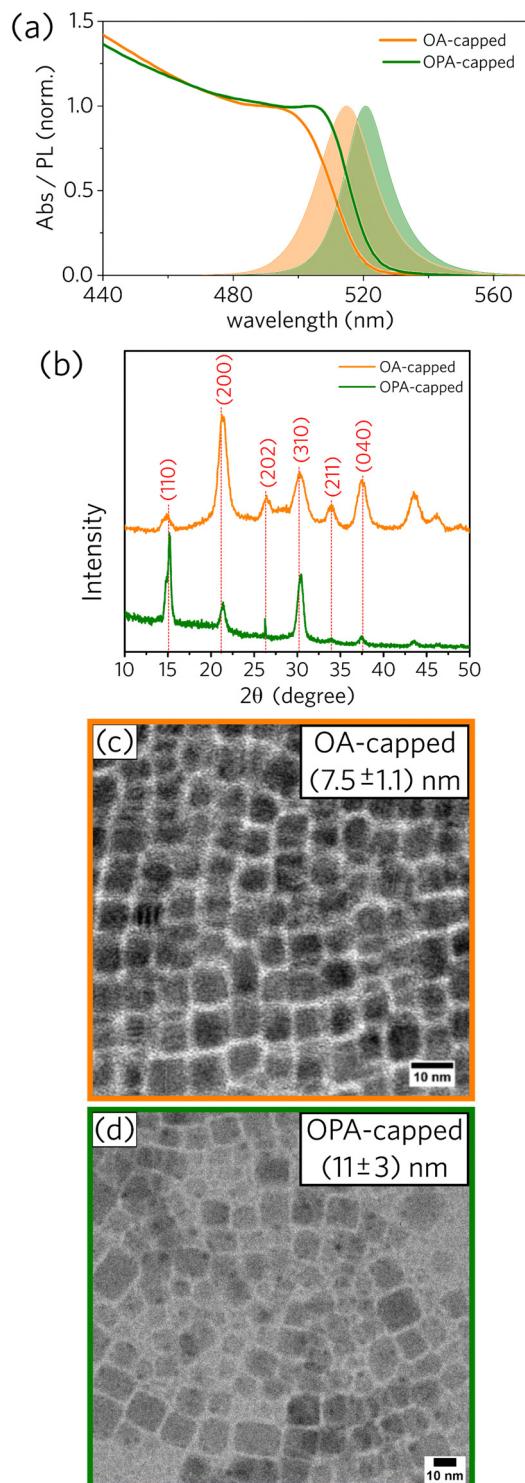 (a)
1.5
OA-capped
OPA-capped
1.0
0.5
0.0
Abs / PL (norm.)
440
480
520
560
wavelength (nm)
(b)
OA-capped
OPA-capped
(110)
(200)
(202)
(310)
(211)
(040)
Intensity
10
15
20
25
30
35
40
45
50
2θ (degree)
(c)
OA-capped
(7.5±1.1) nm
10 nm
(d)
OPA-capped
(11±3) nm
10 nm